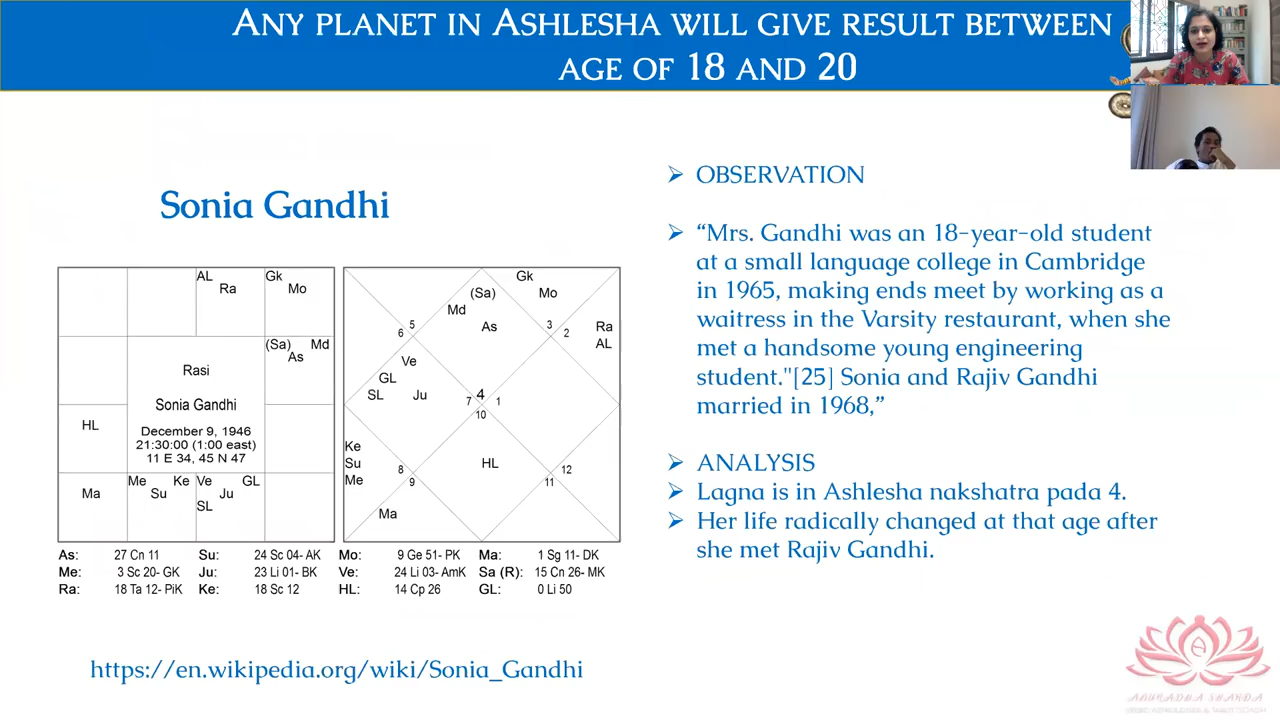 ANY PLANET IN ASHLESHA WILL GIVE RESULT BETWEEN
AGE OF 18 AND 20
Sonia Gandhi
AL
Ra
Gk
Mo
(Sa) Md
As
Rasi
Sonia Gandhi
December 9, 1946
21:30:00 (1:00 east)
11 E 34, 45 N 47
HL
Ma
Me Ke
Su
Ve GL
Ju
SL
Gk
(Sa) Mo
Md
As
5
6
3
2
Ra
AL
Ve
GL
SL Ju
4
7 1
10
Ke
Su
Me
8
9
HL
12
11
Ma
As: 27 Cn 11 Su: 24 Sc 04- AK Mo: 9 Ge 51- PK Ma: 1 Sg 11- DK
Me: 3 Sc 20- GK Ju: 23 Li 01- BK Ve: 24 Li 03- AmK Sa (R): 15 Cn 26- MK
Ra: 18 Ta 12- PiK Ke: 18 Sc 12 HL: 14 Cp 26 GL: 0 Li 50
https://en.wikipedia.org/wiki/Sonia_Gandhi
➢ OBSERVATION
➢ “Mrs. Gandhi was an 18-year-old student
at a small language college in Cambridge
in 1965, making ends meet by working as a
waitress in the Varsity restaurant, when she
met a handsome young engineering
student."[25] Sonia and Rajiv Gandhi
married in 1968,”
➢ ANALYSIS
➢ Lagna is in Ashlesha nakshatra pada 4.
➢ Her life radically changed at that age after
she met Rajiv Gandhi.
ANURADHA SHARDA